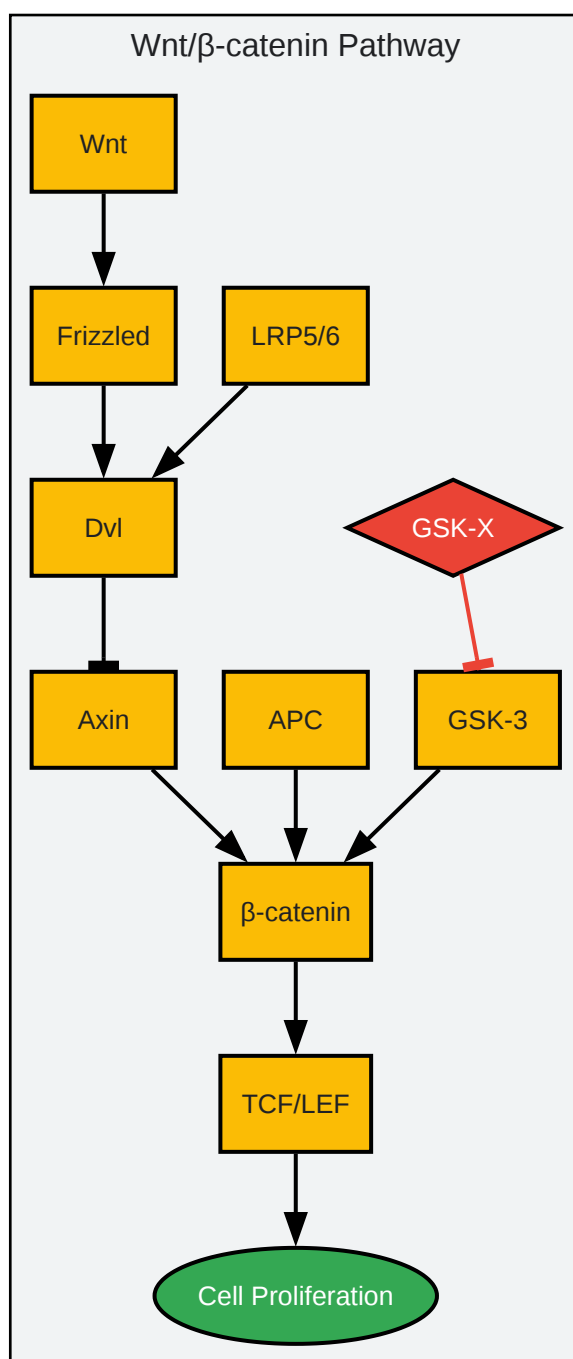 Wnt/β-catenin Pathway
Wnt
Frizzled
LRP5/6
Dvl
GSK-X
Axin
APC
GSK-3
β-catenin
TCF/LEF
Cell Proliferation